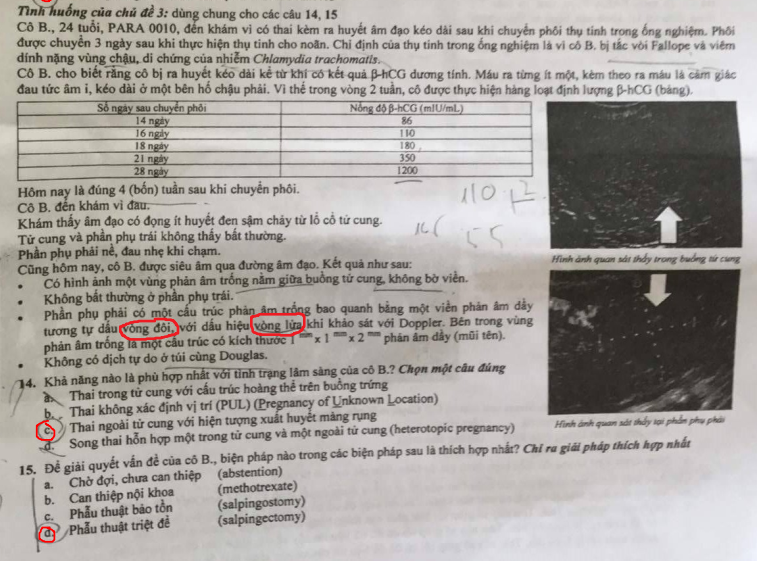 Tình huống của chủ đề 3: dùng chung cho các câu 14, 15
Cô B., 24 tuổi, PARA 0010, đến khám vì có thai kèm ra huyết âm đạo kéo dài sau khi chuyển phôi thụ tinh trong ống nghiệm. Phôi
được chuyển 3 ngày sau khi thực hiện thụ tinh cho noãn. Chỉ định của thụ tinh trong ống nghiệm là vì cô B. bị tắc vòi Fallope và viêm
dính nặng vùng chậu, di chứng của nhiễm Chlamydia trachomatis.
Cô B. cho biết rằng cô bị ra huyết kéo dài kể từ khi có kết quả β-hCG dương tính. Máu ra từng ít một, kèm theo ra máu là cảm giác
đau tức âm ỉ, kéo dài ở một bên hố chậu phải. Vì thế trong vòng 2 tuần, cô được thực hiện hàng loạt định lượng β-hCG (bảng).
Số ngày sau chuyển phôi Nồng độ β-hCG (mIU/mL)
14 ngày 86
16 ngày 110
18 ngày 180
21 ngày 350
28 ngày 1200
Hôm nay là đúng 4 (bốn) tuần sau khi chuyển phôi.
Cô B. đến khám vì đau.
Khám thấy âm đạo có đọng ít huyết đen sậm chảy từ lỗ cổ tử cung.
Tử cung và phần phụ trái không thấy bất thường.
Phần phụ phải nề, đau nhẹ khi chạm.
Cũng hôm nay, cô B. được siêu âm qua đường âm đạo. Kết quả như sau:
• Có hình ảnh một vùng phản âm trống nằm giữa buồng tử cung, không bờ viền.
• Không bất thường ở phần phụ trái.
• Phần phụ phải có một cấu trúc phản âm trống bao quanh bằng một viền phản âm dầy
tương tự dấu vòng đôi, với dấu hiệu vòng lửa khi khảo sát với Doppler. Bên trong vùng
phản âm trống là một cấu trúc có kích thước 1 mm x 1 mm x 2 mm phản âm dầy (mũi tên).
• Không có dịch tự do ở túi cùng Douglas.
Hình ảnh quan sát thấy trong buồng tử cung
Hình ảnh quan sát thấy tại phần phụ phải
110
55
14. Khả năng nào là phù hợp nhất với tình trạng lâm sàng của cô B.? Chọn một câu đúng
a. Thai trong tử cung với cấu trúc hoàng thể trên buồng trứng
b. Thai không xác định vị trí (PUL) (Pregnancy of Unknown Location)
c. Thai ngoài tử cung với hiện tượng xuất huyết màng rụng
d. Song thai hỗn hợp một trong tử cung và một ngoài tử cung (heterotopic pregnancy)
15. Để giải quyết vấn đề của cô B., biện pháp nào trong các biện pháp sau là thích hợp nhất? Chỉ ra giải pháp thích hợp nhất
a. Chờ đợi, chưa can thiệp (abstention)
b. Can thiệp nội khoa (methotrexate)
c. Phẫu thuật bảo tồn (salpingostomy)
d. Phẫu thuật triệt để (salpingectomy)